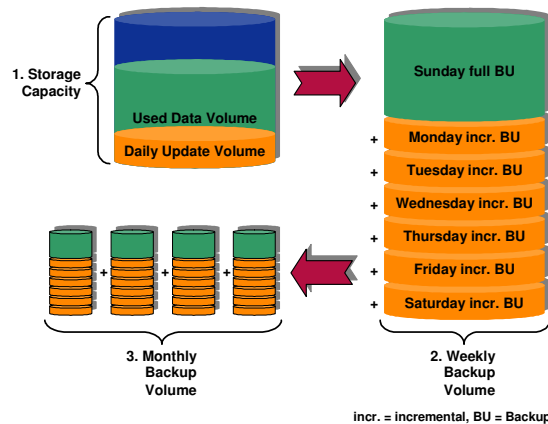 1. Storage
Capacity
Used Data Volume
Daily Update Volume
Sunday full BU
+ Monday incr. BU
+ Tuesday incr. BU
+ Wednesday incr. BU
+ Thursday incr. BU
+ Friday incr. BU
+ Saturday incr. BU
+ + +
3. Monthly
Backup
Volume
2. Weekly
Backup
Volume
incr. = incremental, BU = Backup